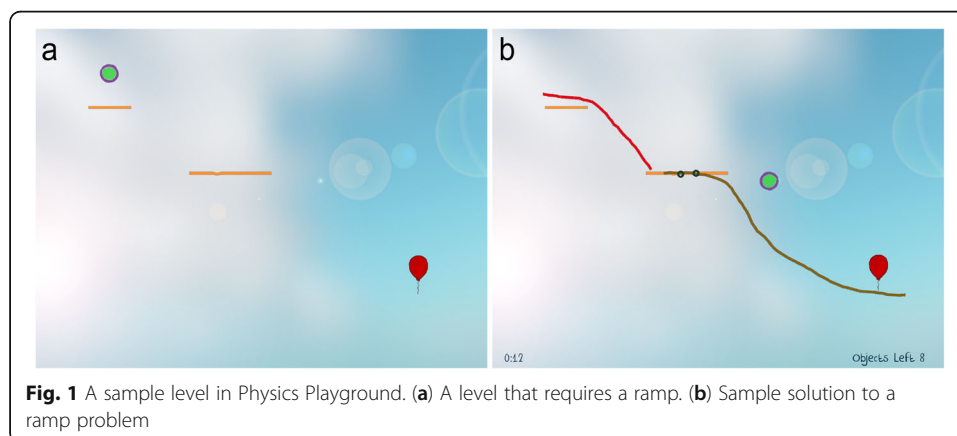 a
b
0:12
Objects Left 8
Fig. 1 A sample level in Physics Playground. (a) A level that requires a ramp. (b) Sample solution to a
ramp problem